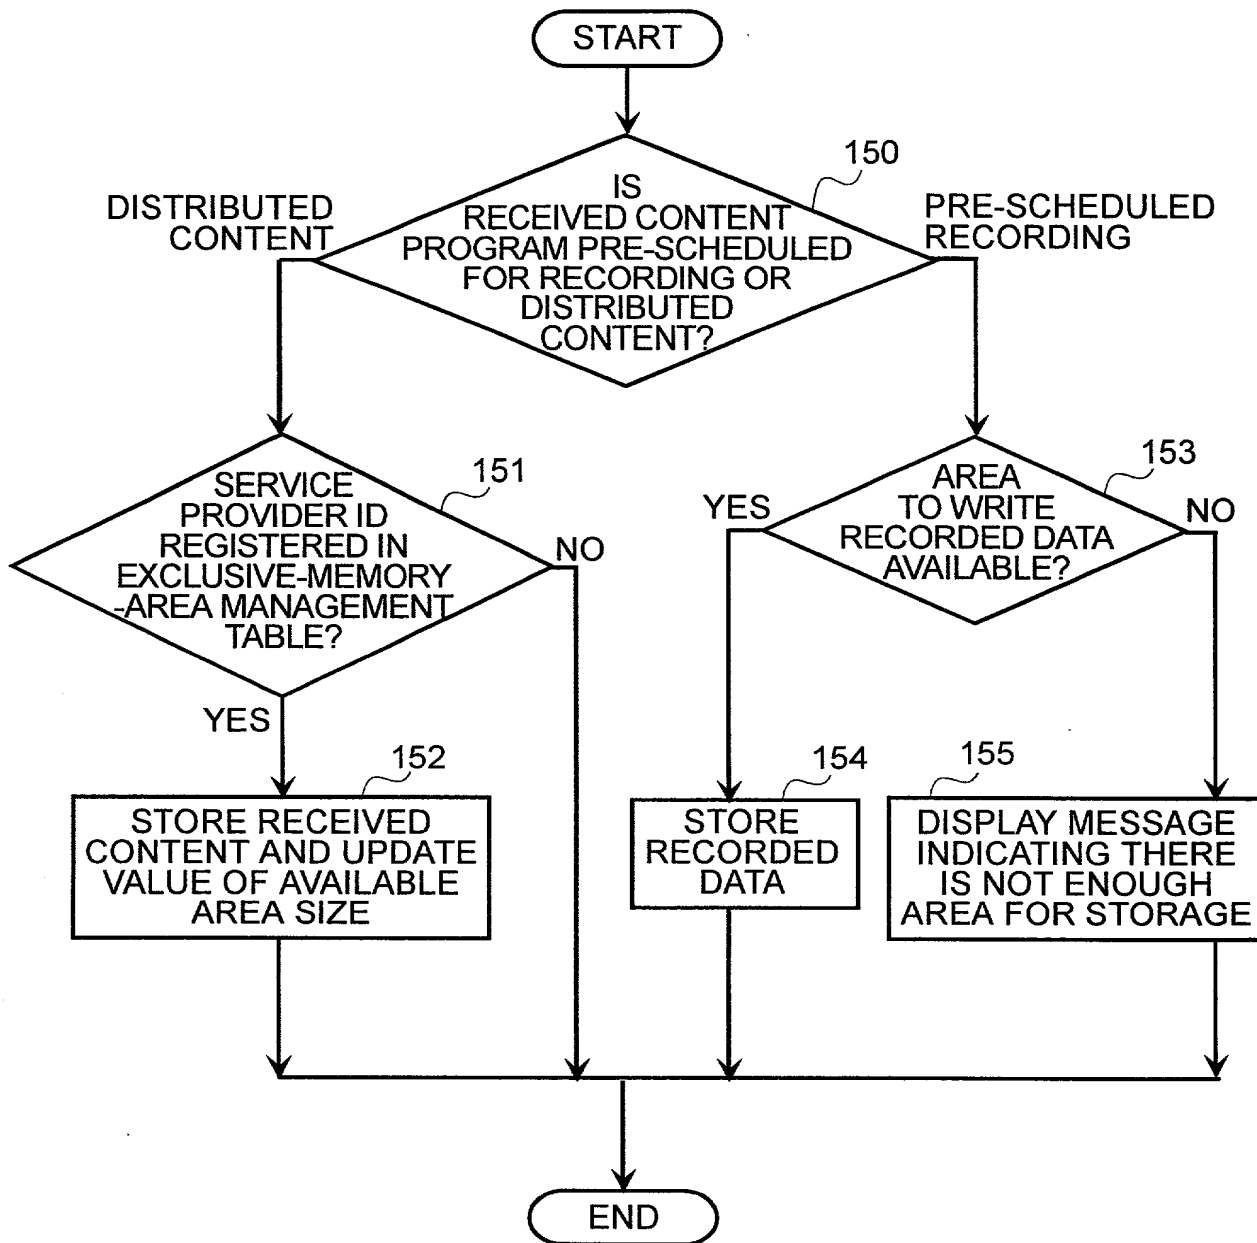 START
150
IS
RECEIVED CONTENT
PROGRAM PRE-SCHEDULED
FOR RECORDING OR
DISTRIBUTED
CONTENT?
DISTRIBUTED
CONTENT
PRE-SCHEDULED
RECORDING
151
SERVICE
PROVIDER ID
REGISTERED IN
EXCLUSIVE-MEMORY
-AREA MANAGEMENT
TABLE?
NO
YES
153
AREA
TO WRITE
RECORDED DATA
AVAILABLE?
YES
NO
152
STORE RECEIVED
CONTENT AND UPDATE
VALUE OF AVAILABLE
AREA SIZE
154
STORE
RECORDED
DATA
155
DISPLAY MESSAGE
INDICATING THERE
IS NOT ENOUGH
AREA FOR STORAGE
END